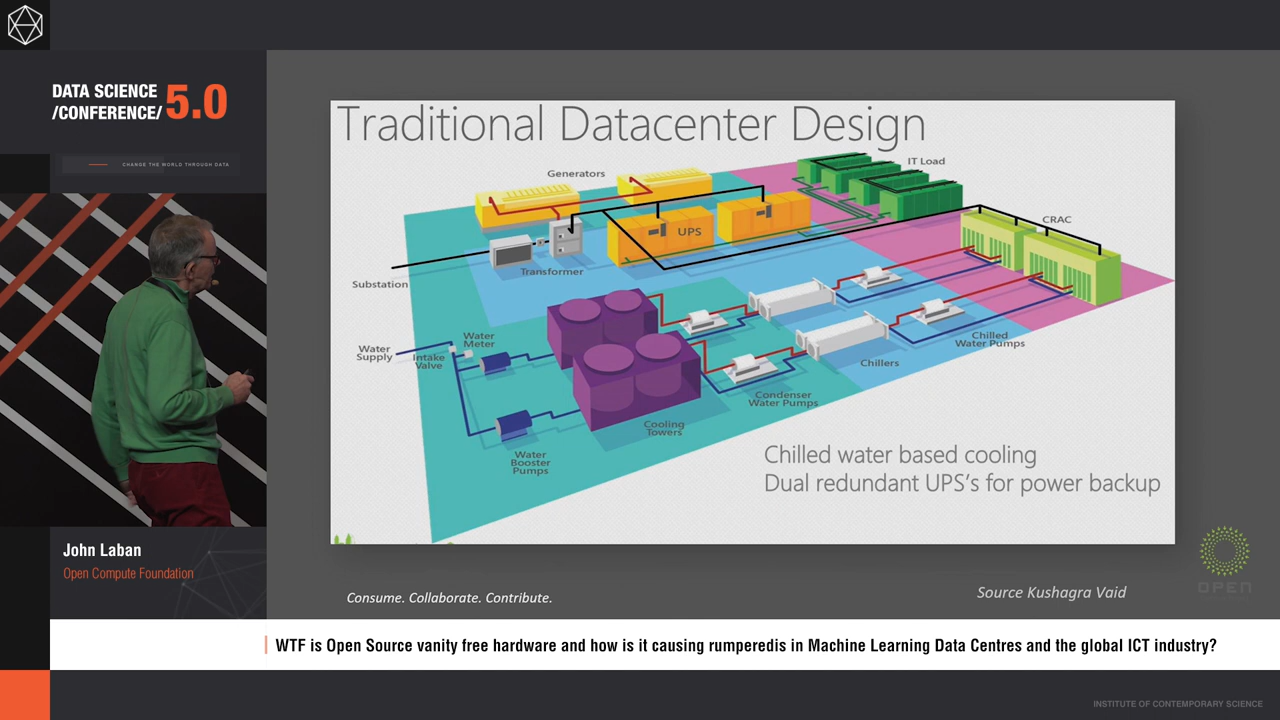 DATA SCIENCE
/CONFERENCE/ 5.0
CHANGE THE WORLD THROUGH DATA
Traditional Datacenter Design
Generators
IT Load
UPS
CRAC
Transformer
Substation
Water
Supply
Intake
Valve
Water
Meter
Chilled
Water Pumps
Chillers
Condenser
Water Pumps
Cooling
Towers
Water
Booster
Pumps
Chilled water based cooling
Dual redundant UPS's for power backup
John Laban
Open Compute Foundation
Consume. Collaborate. Contribute.
Source Kushagra Vaid
OPEN
WTF is Open Source vanity free hardware and how is it causing rumperedis in Machine Learning Data Centres and the global ICT industry?
INSTITUTE OF CONTEMPORARY SCIENCE